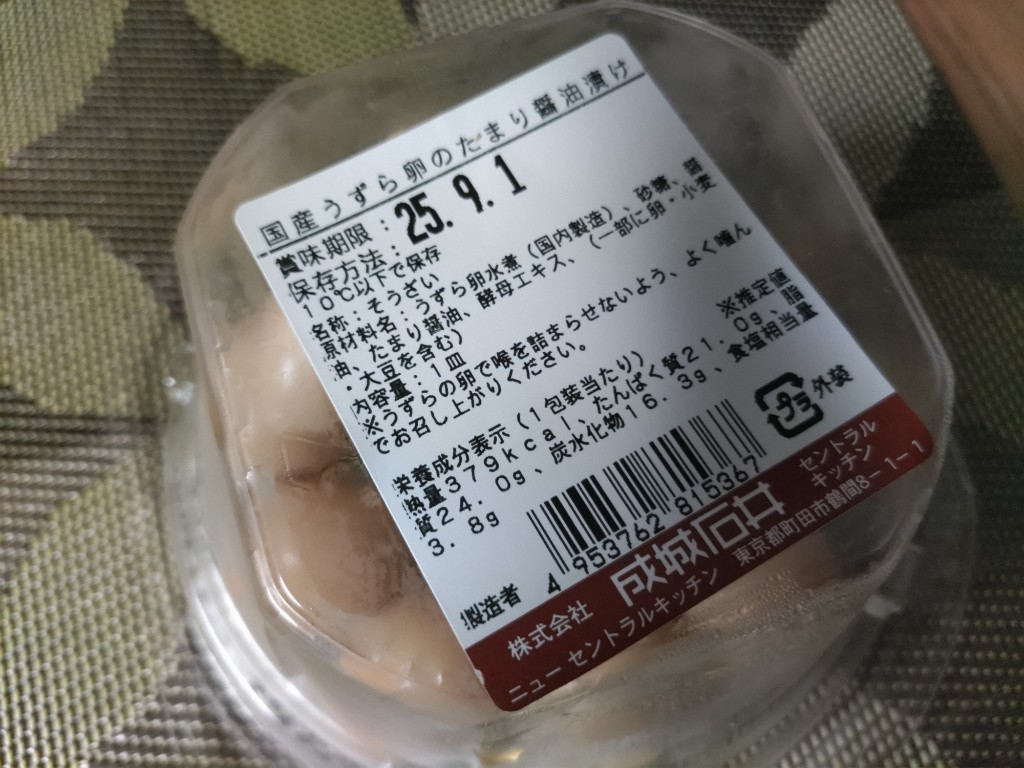 国産うずら卵のたまり醤油漬け
賞味期限：25. 9. 1
保存方法：
10℃以下で保存
名称：そうざい
原材料名：うずら卵水煮（国内製造）、砂糖、醤
油、たまり醤油、酵母エキス、（一部に卵・小麦
・大豆を含む）
内容量：1皿
※うずらの卵で喉を詰まらせないよう、よく噛ん
でお召し上がりください。
※推定値
栄養成分表示（1包装当たり）
熱量379kcal、たんぱく質21．0g、脂
質24．0g、炭水化物16．3g、食塩相当量
3．8g
プラ 外装
4953762815367
製造者
株式会社 成城石井 セントラル
キッチン
ニュー セントラルキッチン 東京都町田市鶴間8-1-1